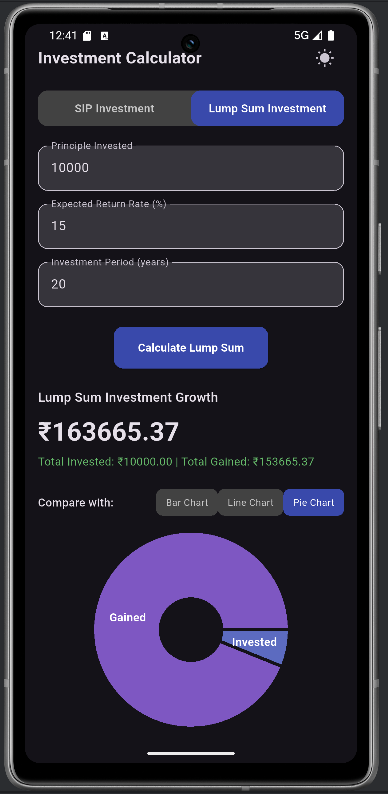 12:41 5G
Investment Calculator
SIP Investment Lump Sum Investment
Principle Invested
10000
Expected Return Rate (%)
15
Investment Period (years)
20
Calculate Lump Sum
Lump Sum Investment Growth
₹163665.37
Total Invested: ₹10000.00 | Total Gained: ₹153665.37
Compare with: Bar Chart Line Chart Pie Chart
Gained
Invested